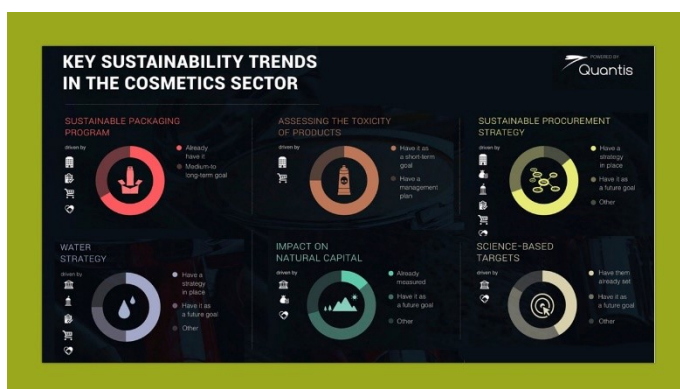 KEY SUSTAINABILITY TRENDS
IN THE COSMETICS SECTOR
POWERED BY
Quantis
SUSTAINABLE PACKAGING
PROGRAM
driven by
Already
have it
Medium-to
long-term goal
ASSESSING THE TOXICITY
OF PRODUCTS
driven by
Have it as
a short-term
goal
Have a
management
plan
SUSTAINABLE PROCUREMENT
STRATEGY
driven by
Have a
strategy
in place
Have it as
a future goal
Other
WATER
STRATEGY
driven by
Have a
strategy
in place
Have it as
a future goal
Other
IMPACT ON
NATURAL CAPITAL
driven by
Already
measured
Have it as
a future goal
Other
SCIENCE-BASED
TARGETS
driven by
Have them
already set
Have it as
a future goal
Other